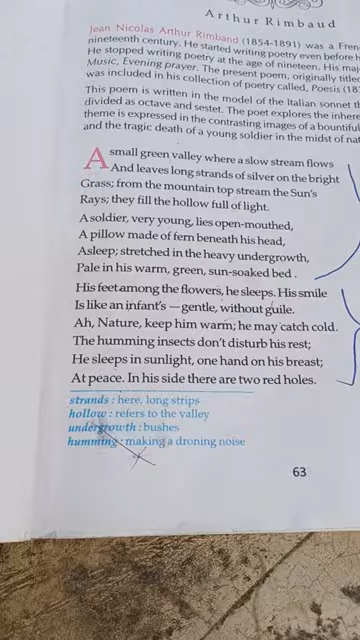 Arthur Rimbaud
Jean Nicolas Arthur Rimband (1854-1891) was a Fren
nineteenth century. He started writing poetry even before h
He stopped writing poetry at the age of nineteen. His maj
Music, Evening prayer. The present poem, originally titled
was included in his collection of poetry called, Poesis (18
This poem is written in the model of the Italian sonnet th
divided as octave and sestet. The poet explores the inhere
theme is expressed in the contrasting images of a bountiful
and the tragic death of a young soldier in the midst of nat
A small green valley where a slow stream flows
And leaves long strands of silver on the bright
Grass; from the mountain top stream the Sun's
Rays; they fill the hollow full of light.
A soldier, very young, lies open-mouthed,
A pillow made of fern beneath his head,
Asleep; stretched in the heavy undergrowth,
Pale in his warm, green, sun-soaked bed .
His feet among the flowers, he sleeps. His smile
Is like an infant's — gentle, without guile.
Ah, Nature, keep him warm; he may catch cold.
The humming insects don't disturb his rest;
He sleeps in sunlight, one hand on his breast;
At peace. In his side there are two red holes.
strands : here, long strips
hollow : refers to the valley
undergrowth : bushes
humming : making a droning noise
63